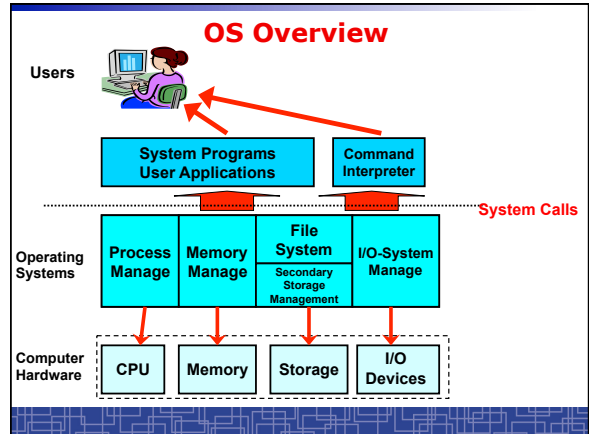 OS Overview
Users
System Programs
User Applications
Command
Interpreter
System Calls
Operating
Systems
Process
Manage
Memory
Manage
File
System
Secondary
Storage
Management
I/O-System
Manage
Computer
Hardware
CPU
Memory
Storage
I/O
Devices